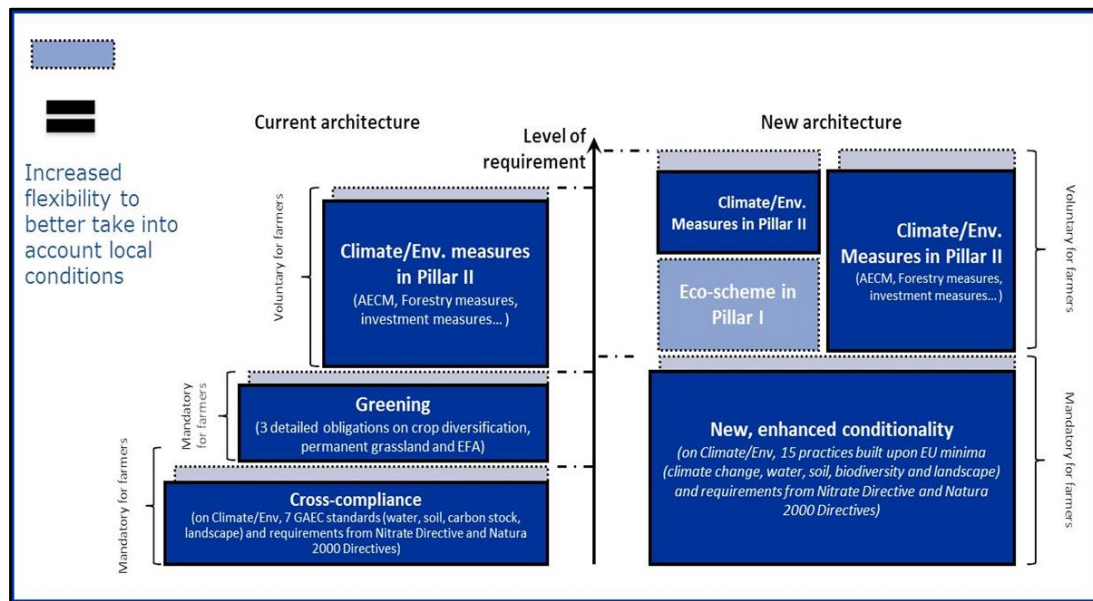 Increased
flexibility to
better take into
account local
conditions
Current architecture
Level of
requirement
New architecture
Voluntary for farmers
Climate/Env. measures
in Pillar II
(AECM, Forestry measures,
investment measures... )
Mandatory
for farmers
Greening
(3 detailed obligations on crop diversification,
permanent grassland and EFA)
Mandatory for farmers
Cross-compliance
(on Climate/Env, 7 GAEC standards (water, soil, carbon stock,
landscape) and requirements from Nitrate Directive and Natura
2000 Directives)
Climate/Env.
Measures in Pillar II
Eco-scheme in
Pillar I
Climate/Env.
Measures in Pillar II
(AECM, Forestry measures,
investment measures... )
Voluntary for farmers
New, enhanced conditionality
(on Climate/Env, 15 practices built upon EU minima
(climate change, water, soil, biodiversity and landscape)
and requirements from Nitrate Directive and Natura
2000 Directives)
Mandatory for farmers